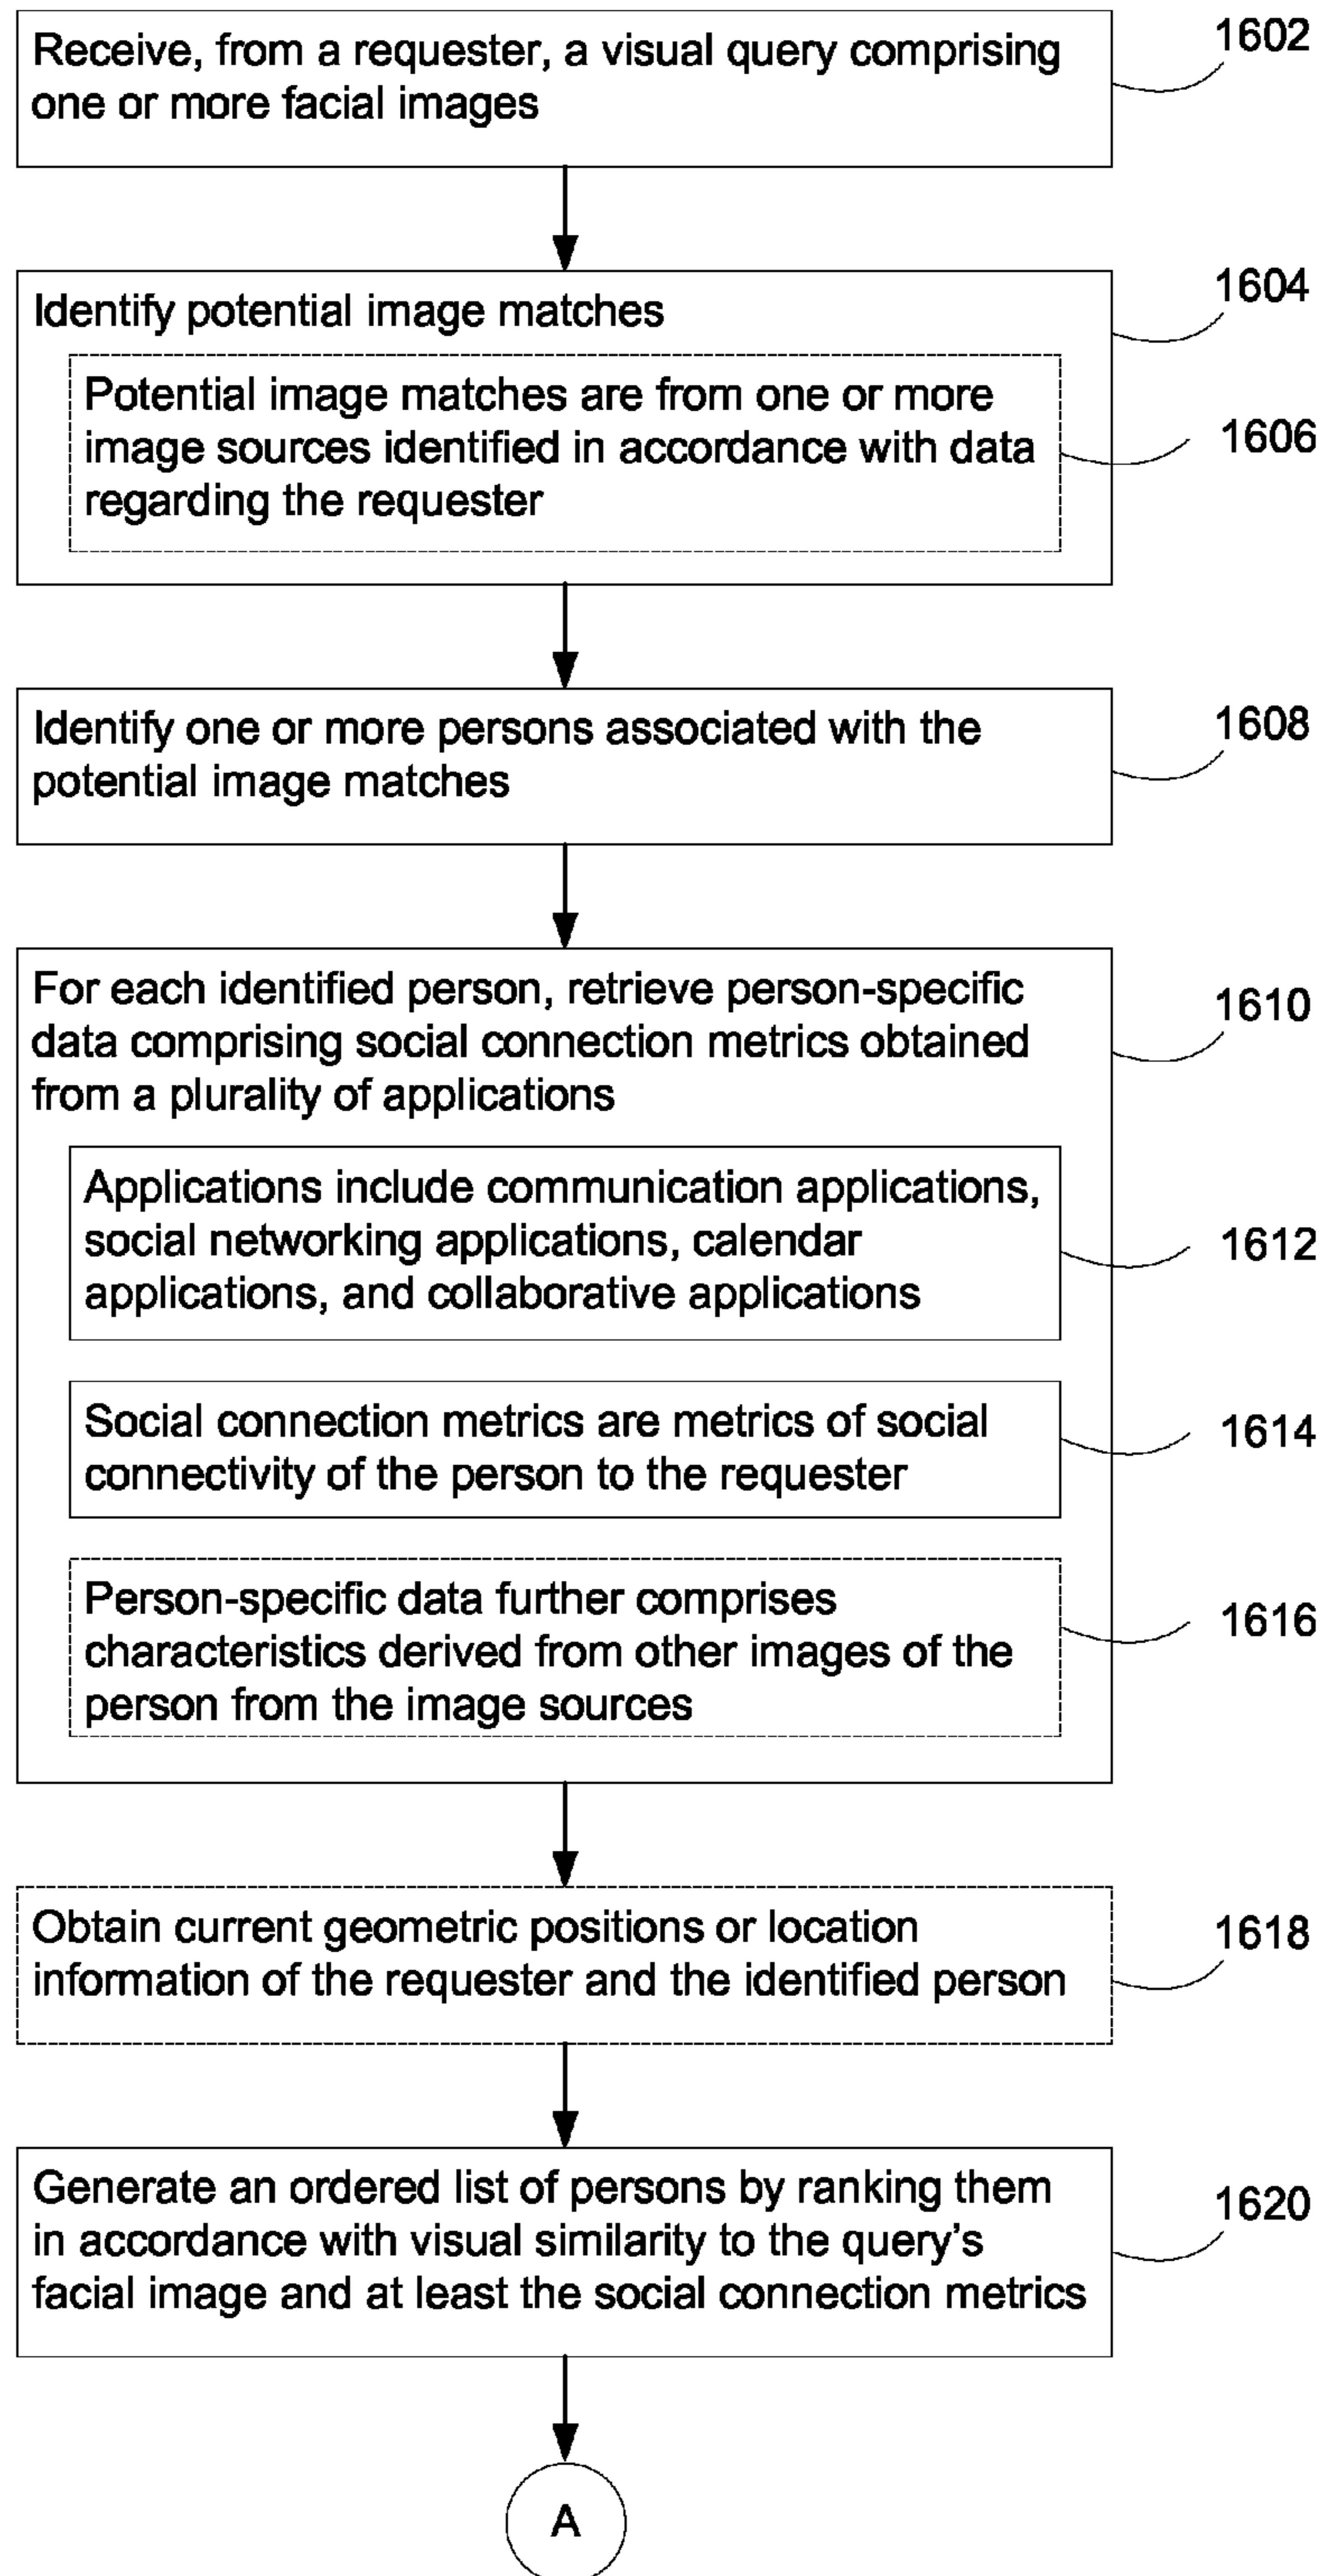 Receive, from a requester, a visual query comprising
one or more facial images
1602
Identify potential image matches
1604
Potential image matches are from one or more
image sources identified in accordance with data
regarding the requester
1606
Identify one or more persons associated with the
potential image matches
1608
For each identified person, retrieve person-specific
data comprising social connection metrics obtained
from a plurality of applications
1610
Applications include communication applications,
social networking applications, calendar
applications, and collaborative applications
1612
Social connection metrics are metrics of social
connectivity of the person to the requester
1614
Person-specific data further comprises
characteristics derived from other images of the
person from the image sources
1616
Obtain current geometric positions or location
information of the requester and the identified person
1618
Generate an ordered list of persons by ranking them
in accordance with visual similarity to the query’s
facial image and at least the social connection metrics
1620
A